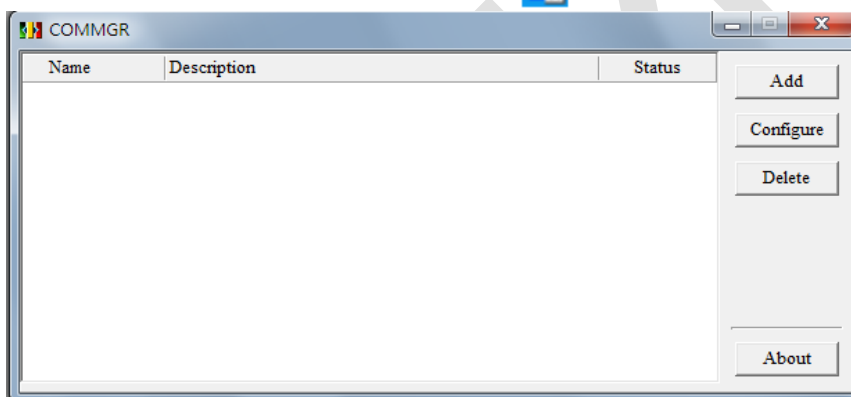 COMMGR
Name Description Status
Add
Configure
Delete
About